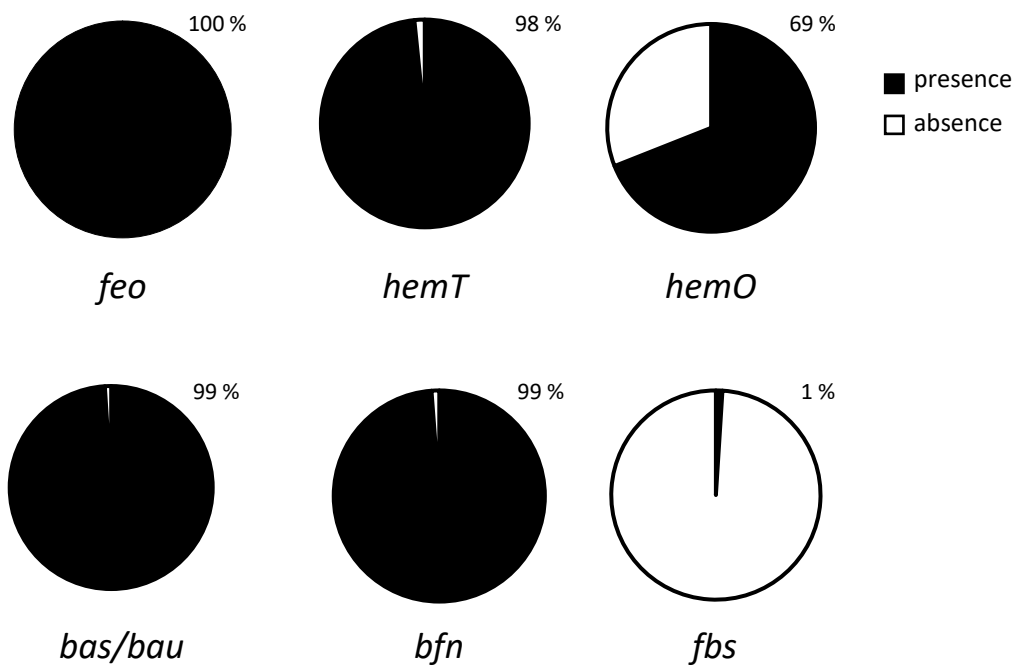 100 %
98 %
69 %
presence
absence
feo
hemT
hemO
99 %
99 %
1 %
bas/bau
bfn
fbs